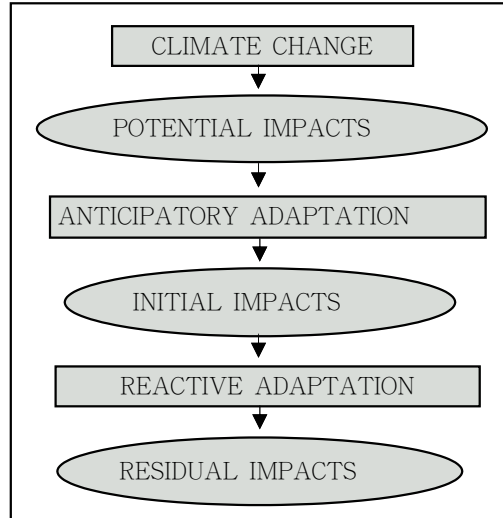 CLIMATE CHANGE
POTENTIAL IMPACTS
ANTICIPATORY ADAPTATION
INITIAL IMPACTS
REACTIVE ADAPTATION
RESIDUAL IMPACTS